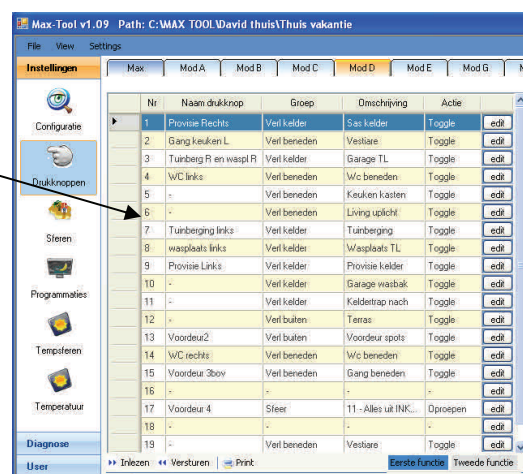 Max-Tool v1.09 Path: C:\MAX TOOL\David thuis\Thuis vakantie
File View Settings
Instellingen
Configuratie
Drukknoppen
Sferen
Programmaties
Tempsferen
Temperatuur
Diagnose
User
Max Mod A Mod B Mod C Mod D Mod E Mod G
Nr Naam drukknop Groep Omschrijving Actie
1 Provisie Rechts Verl kelder Sas kelder Toggle edit
2 Gang keuken L Verl beneden Vestiare Toggle edit
3 Tuinberg R en waspl R Verl kelder Garage TL Toggle edit
4 WC links Verl beneden Wc beneden Toggle edit
5 - Verl beneden Keuken kasten Toggle edit
6 - Verl beneden Living uplicht Toggle edit
7 Tuinberging links Verl kelder Tuinberging Toggle edit
8 wasplaats links Verl kelder Wasplaats TL Toggle edit
9 Provisie Links Verl kelder Provisie kelder Toggle edit
10 - Verl kelder Garage wasbak Toggle edit
11 - Verl kelder Keldertrap nach Toggle edit
12 - Verl buiten Terras Toggle edit
13 Voordeur2 Verl buiten Voordeur spots Toggle edit
14 WC rechts Verl beneden Wc beneden Toggle edit
15 Voordeur 3bov Verl beneden Gang beneden Toggle edit
16 - - - - edit
17 Voordeur 4 Sfeer 11 - Alles uit INK... Oproepen edit
18 - - - - edit
19 - Verl beneden Vestiare Toggle edit
Inlezen Versturen Print Eerste functie Tweede functie